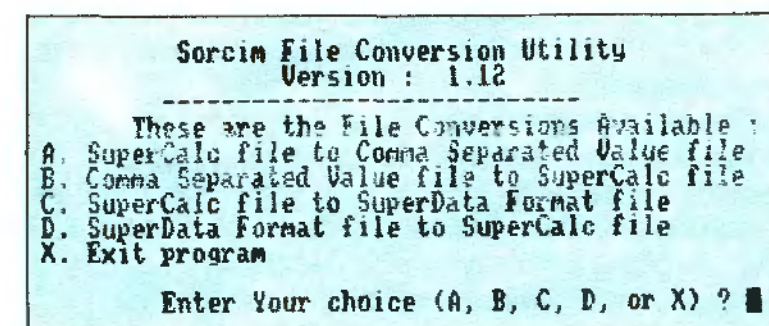 Sorcim File Conversion Utility
Version : 1.12
------------------------------
These are the File Conversions Available :
A. SuperCalc file to Comma Separated Value file
B. Comma Separated Value file to SuperCalc file
C. SuperCalc file to SuperData Format file
D. SuperData Format file to SuperCalc file
X. Exit program
Enter Your choice (A, B, C, D, or X) ?